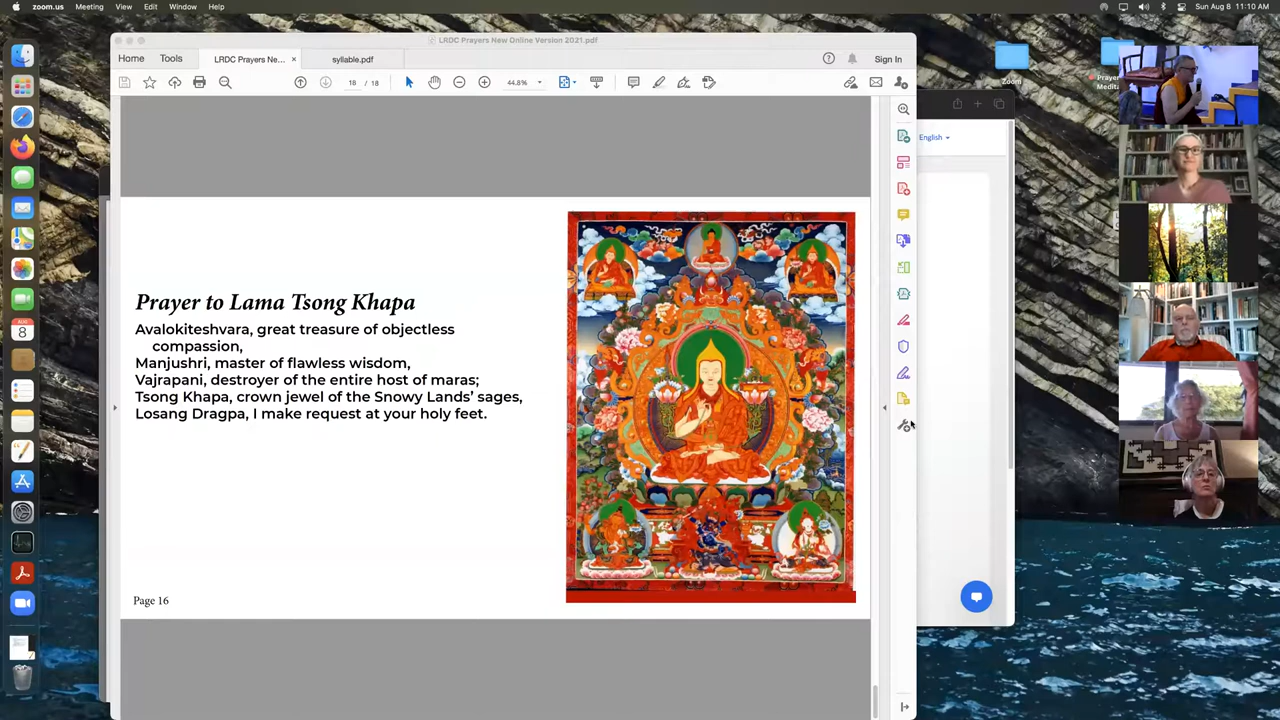 zoom.us Meeting View Edit Window Help Sun Aug 8 11:10 AM
LRDC Prayers New Online Version 2021.pdf
Home Tools LRDC Prayers Ne... × syllable.pdf Sign In
18 / 18 44.8%
English
Zoom
Prayer to Lama Tsong Khapa
Avalokiteshvara, great treasure of objectless
compassion,
Manjushri, master of flawless wisdom,
Vajrapani, destroyer of the entire host of maras;
Tsong Khapa, crown jewel of the Snowy Lands’ sages,
Losang Dragpa, I make request at your holy feet.
Page 16
AUG
8